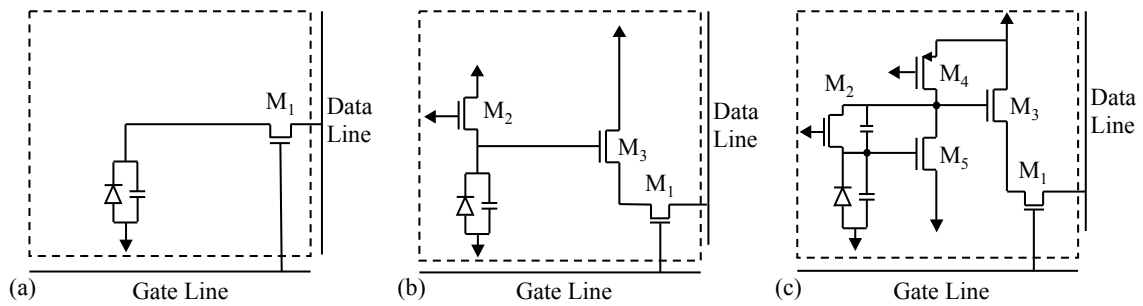 M1
Data
Line
(a)
Gate Line
M2
M3
M1
Data
Line
(b)
Gate Line
M4
M2
M3
M5
M1
Data
Line
(c)
Gate Line